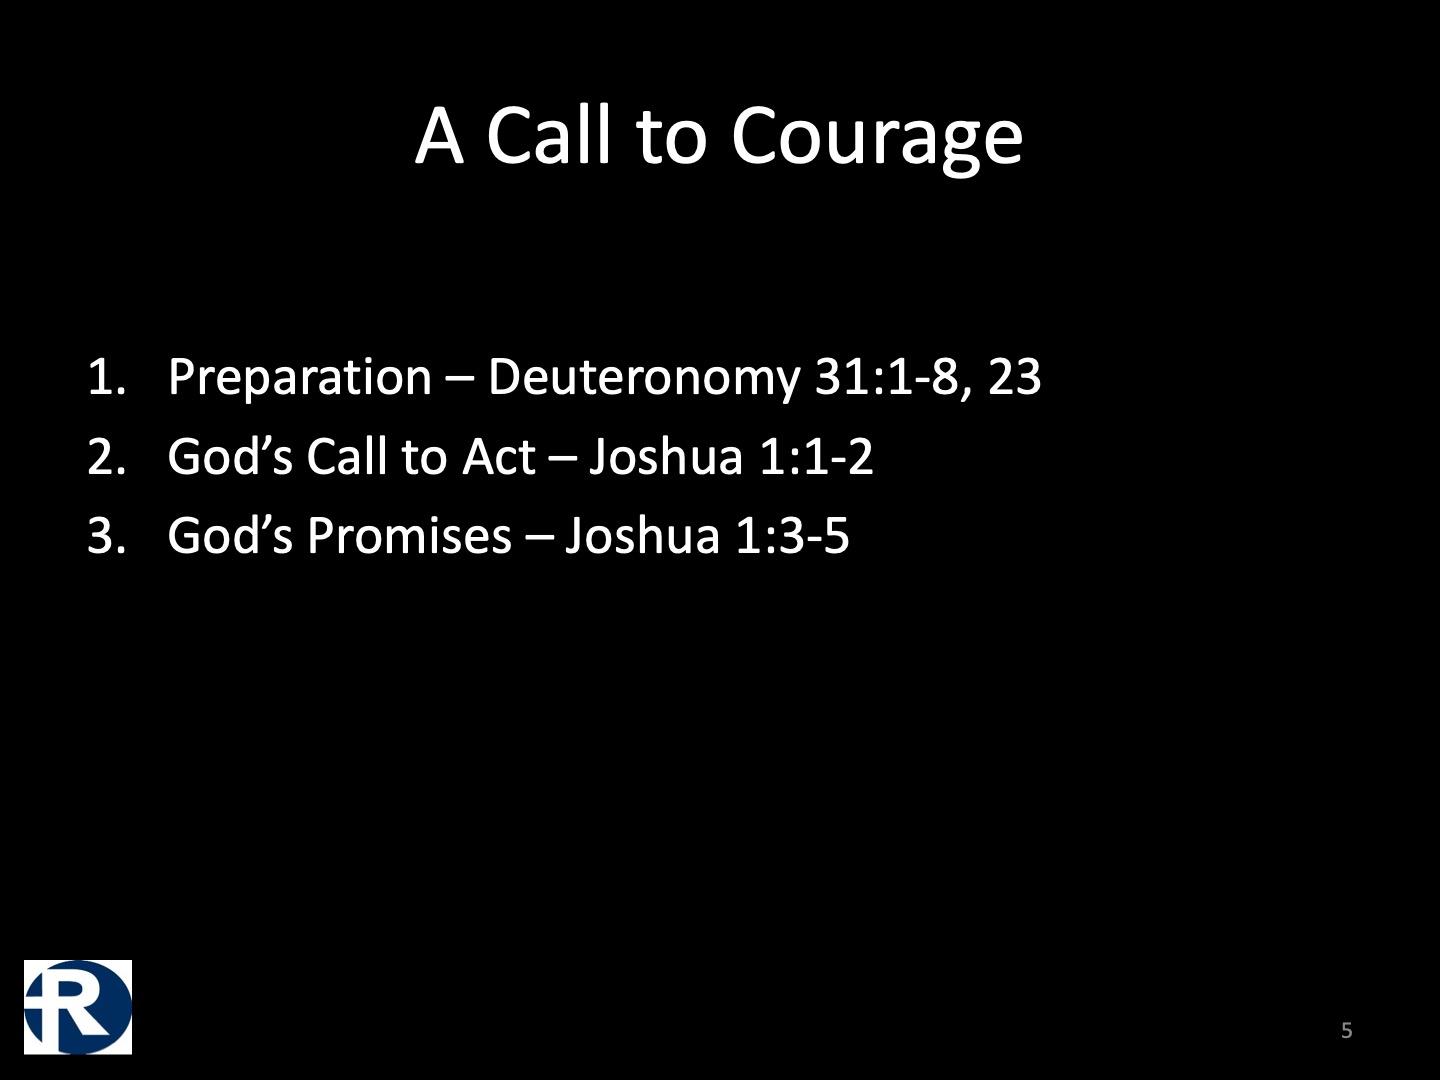 A Call to Courage
1. Preparation – Deuteronomy 31:1-8, 23
2. God’s Call to Act – Joshua 1:1-2
3. God’s Promises – Joshua 1:3-5
R
5